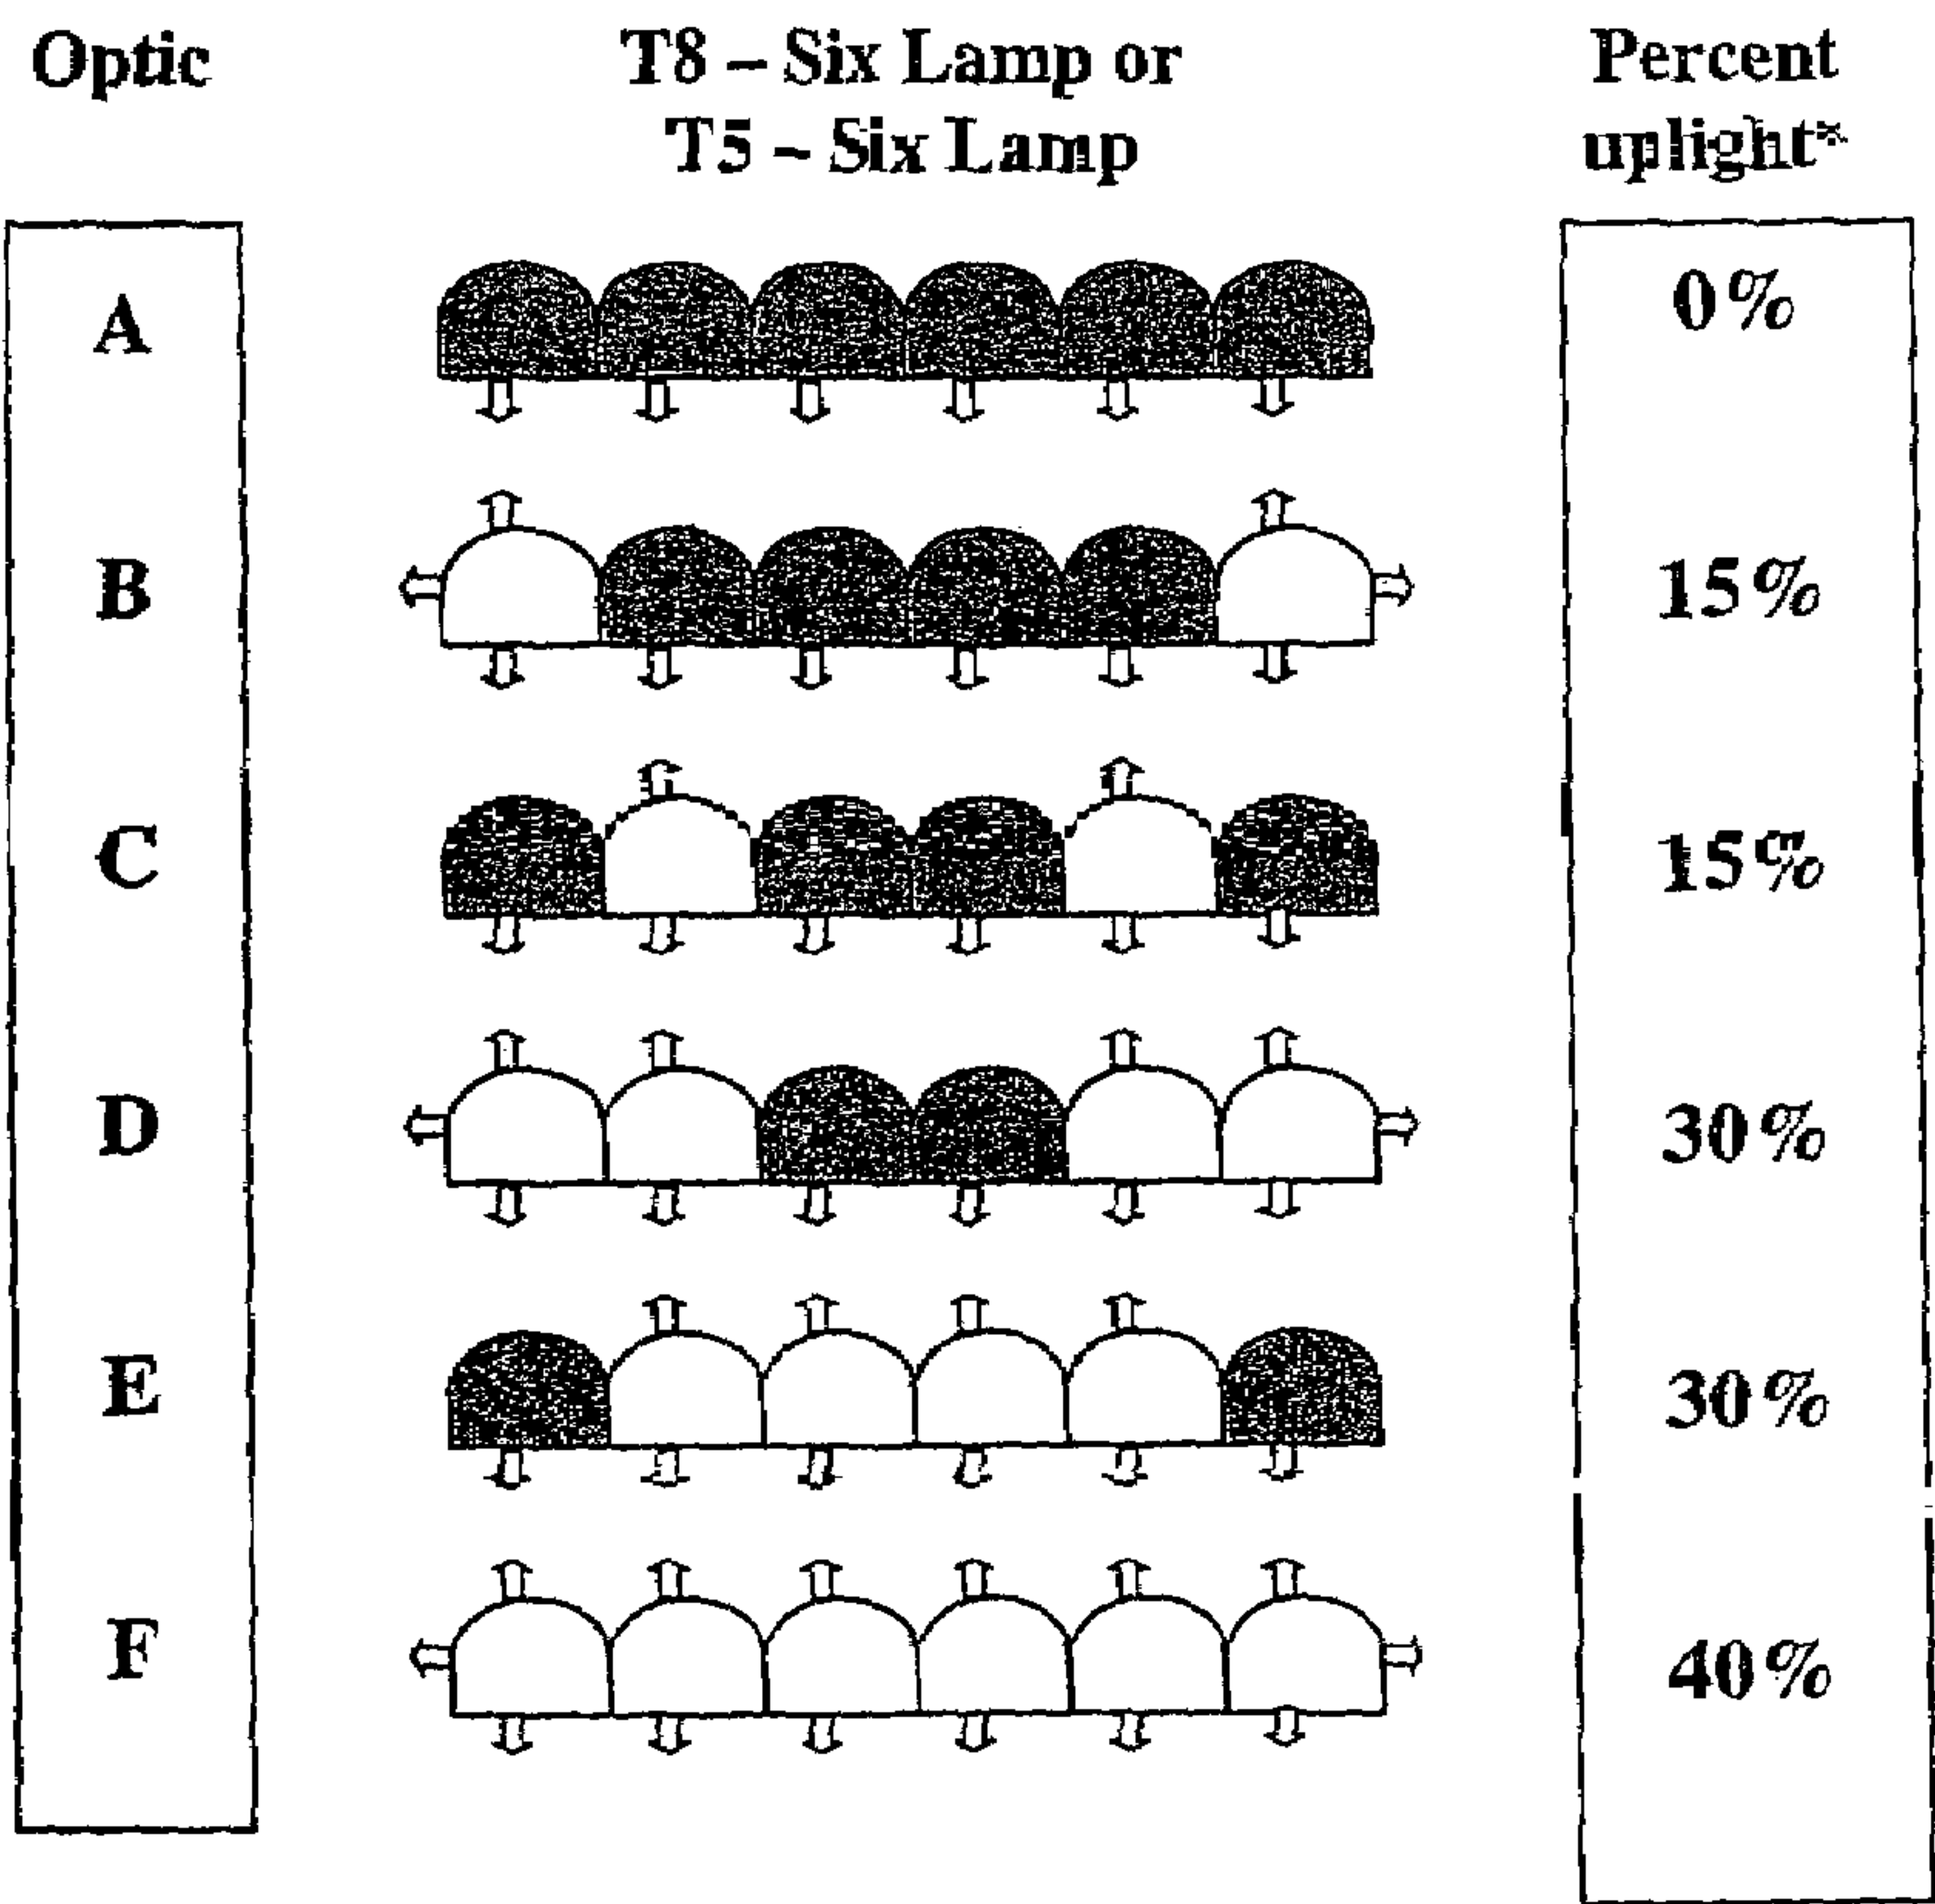 Optic
T8 – Six Lamp or
T5 – Six Lamp
Percent
uplight*
A
0%
B
15%
C
15%
D
30%
E
30%
F
40%